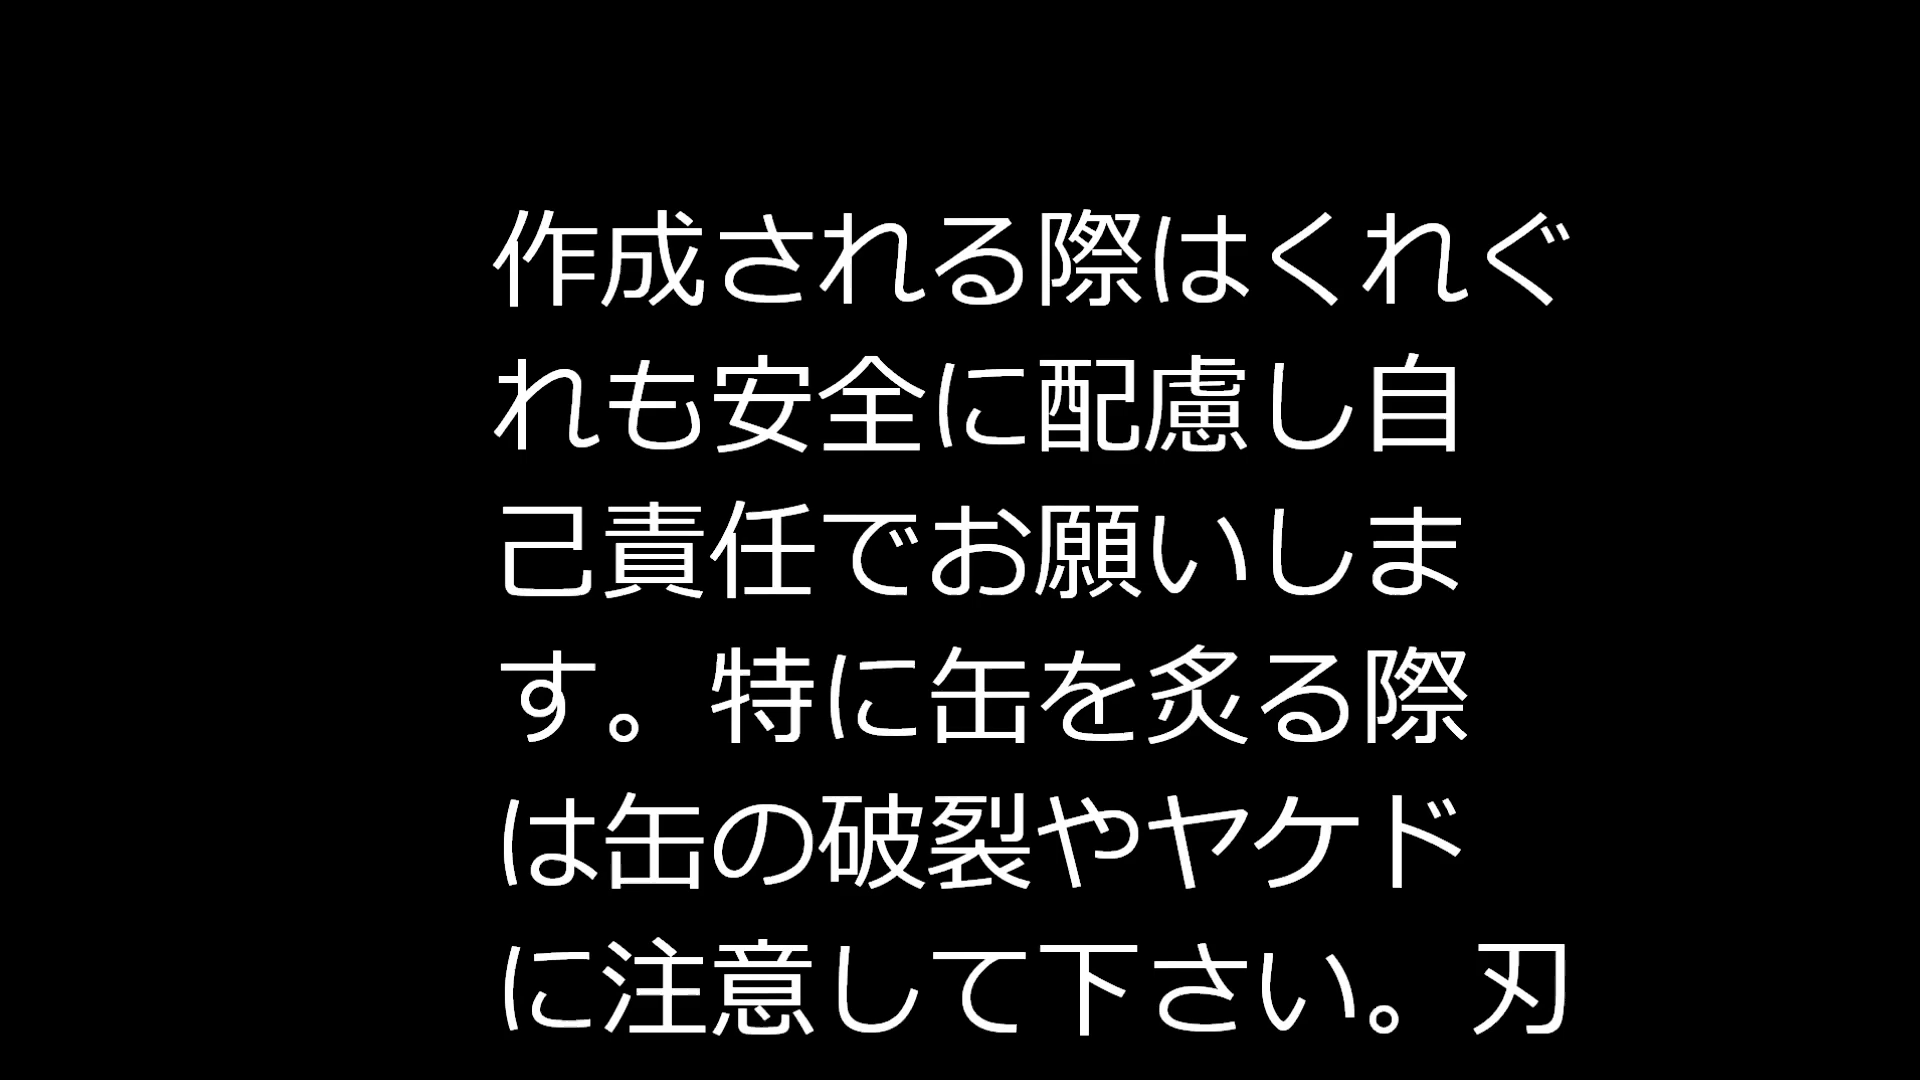 作成される際はくれぐ
れも安全に配慮し自
己責任でお願いしま
す。特に缶を炙る際
は缶の破裂やヤケド
に注意して下さい。刃